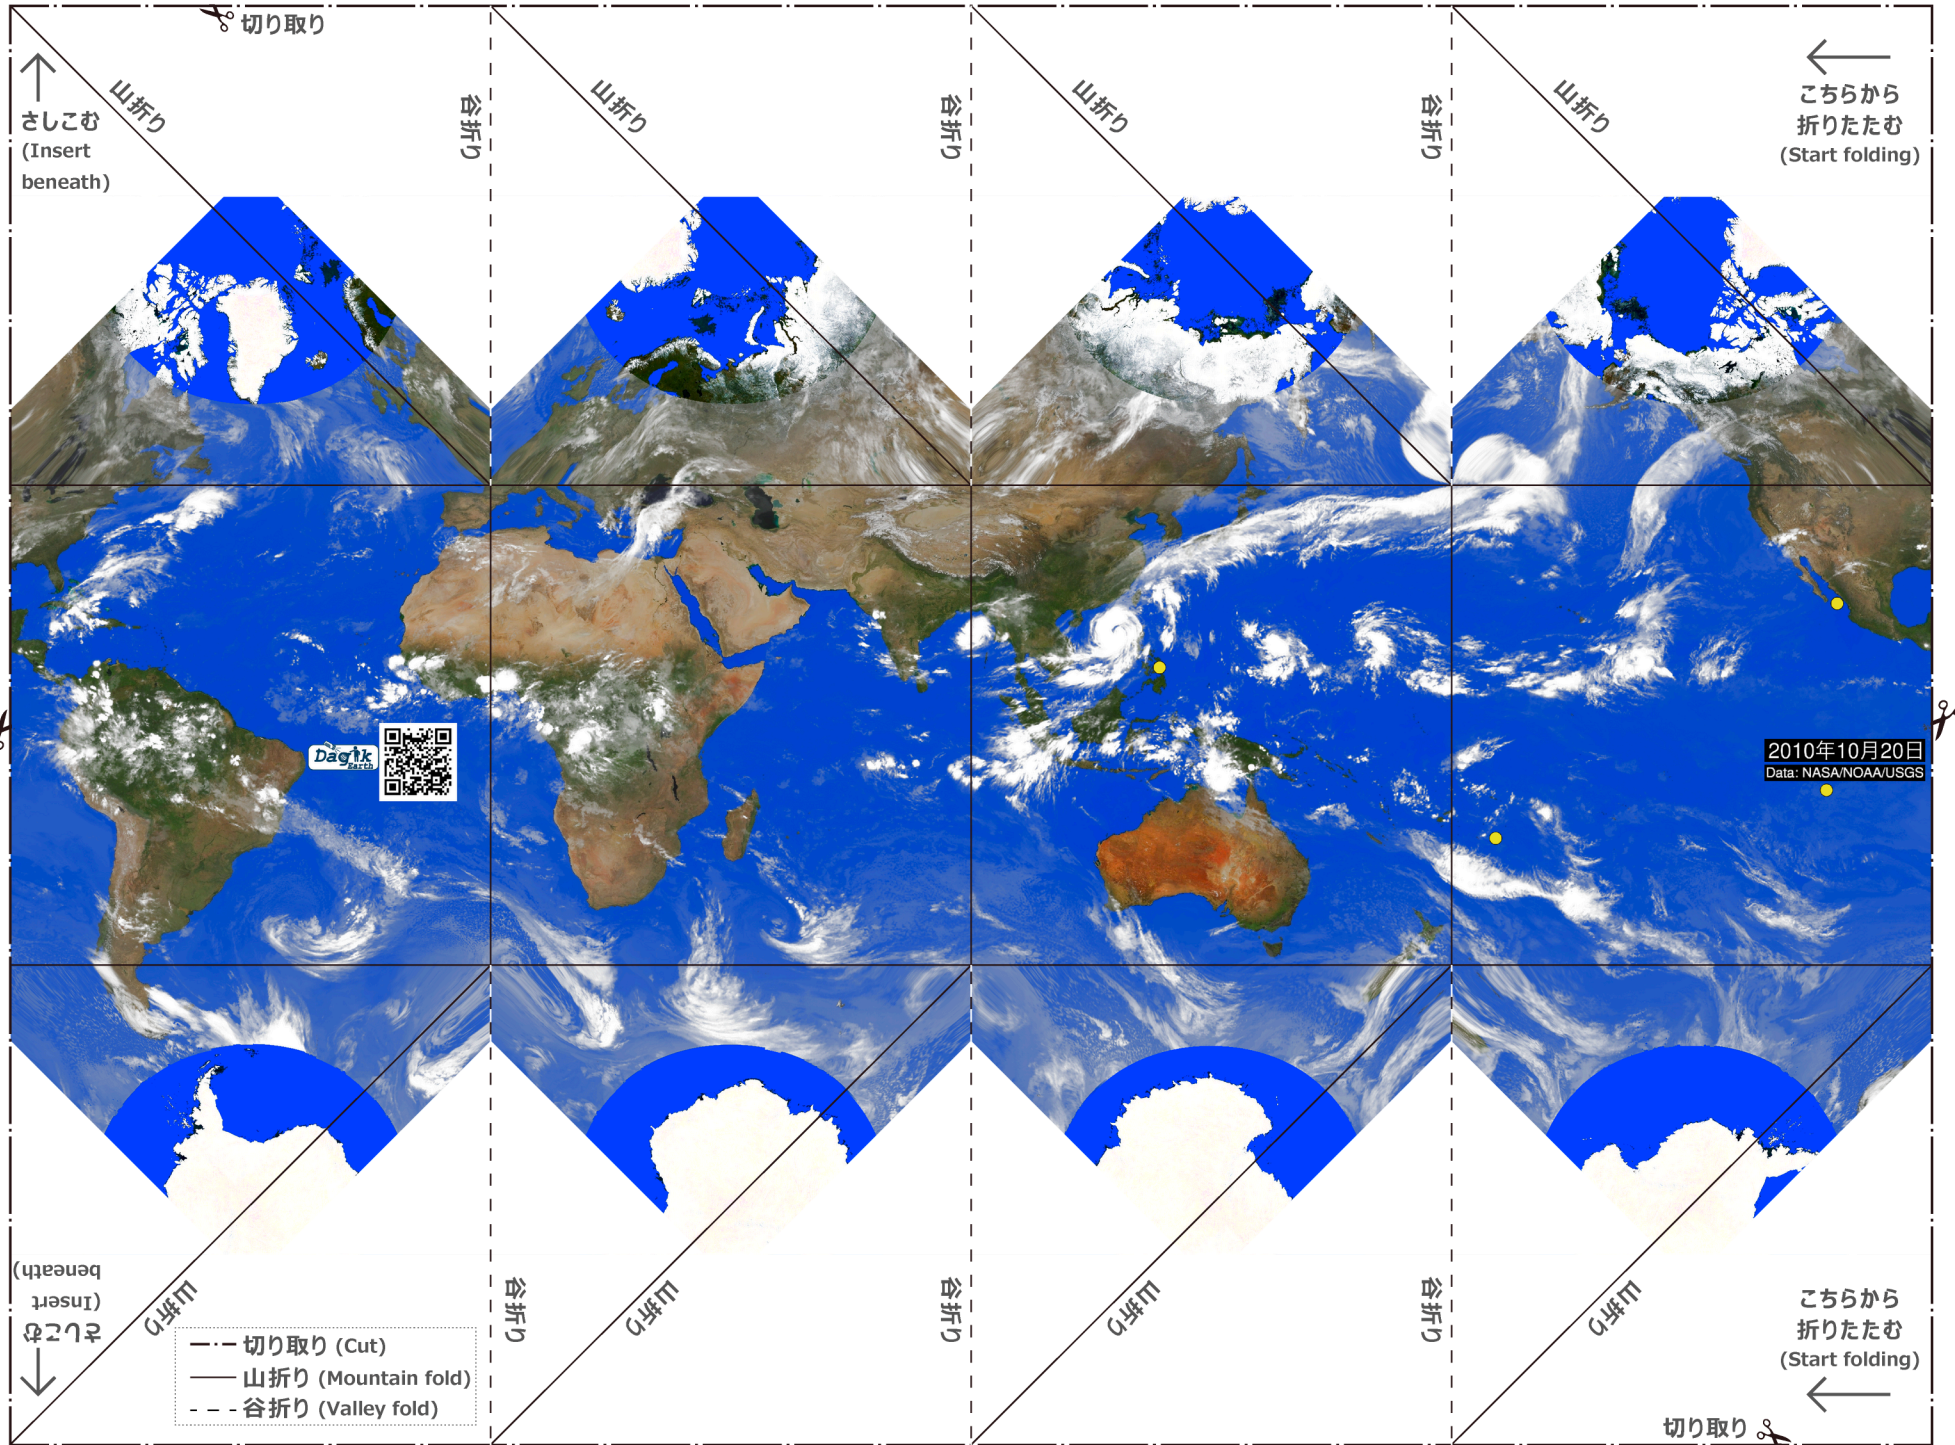 切り取り
さしこむ
(Insert
beneath)
山折り
谷折り
山折り
谷折り
山折り
谷折り
山折り
こちらから
折りたたむ
(Start folding)
Dagik
Earth
2010年10月20日
Data: NASA/NOAA/USGS
さしこむ
(Insert
beneath)
山折り
谷折り
山折り
谷折り
山折り
谷折り
山折り
こちらから
折りたたむ
(Start folding)
切り取り (Cut)
山折り (Mountain fold)
谷折り (Valley fold)
切り取り